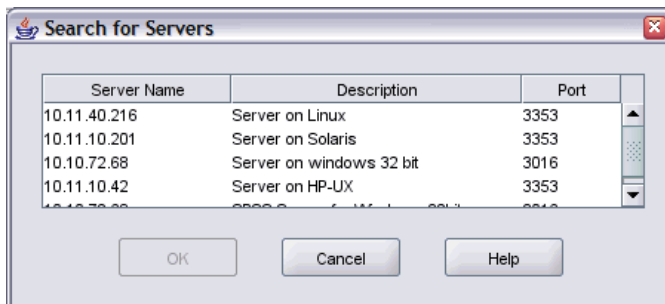 Search for Servers
Server Name Description Port
10.11.40.216 Server on Linux 3353
10.11.10.201 Server on Solaris 3353
10.10.72.68 Server on windows 32 bit 3016
10.11.10.42 Server on HP-UX 3353
OK Cancel Help